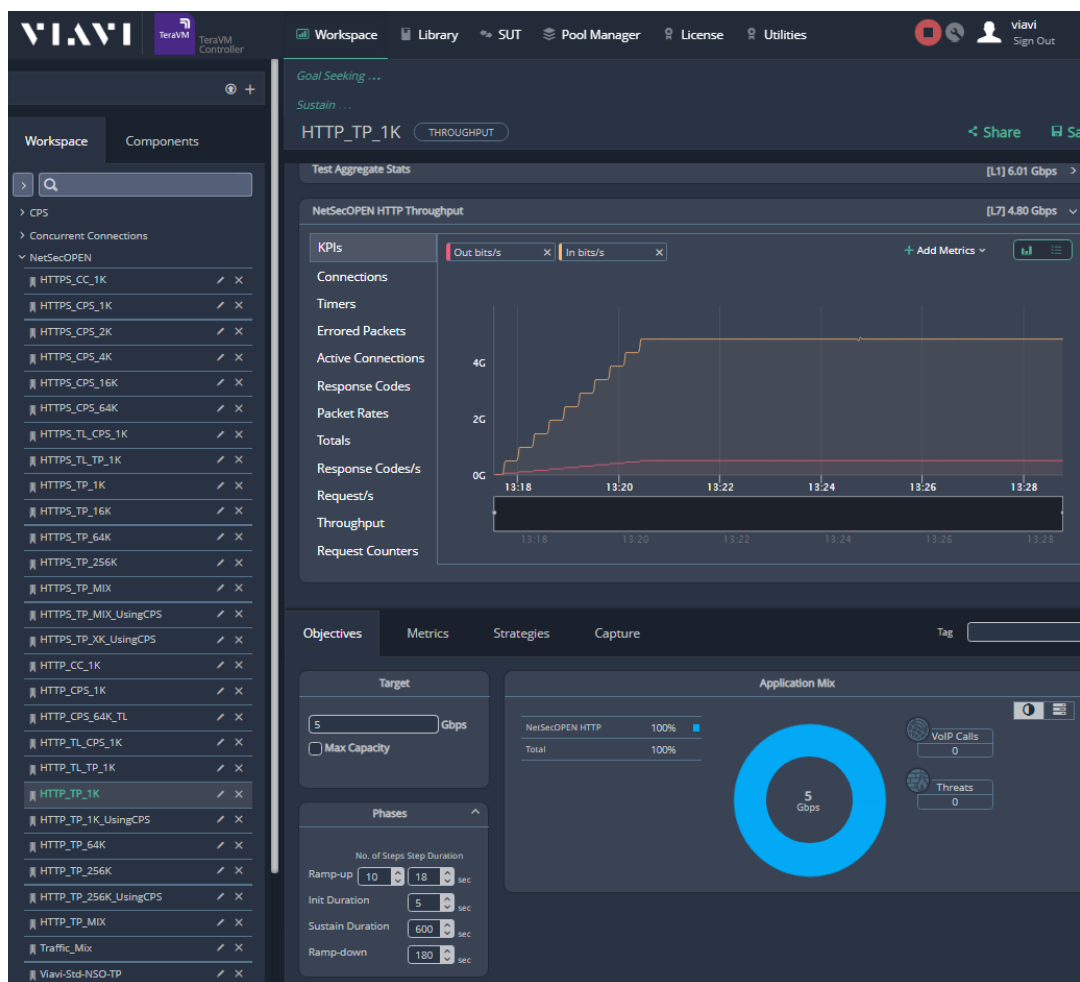 VIAVI
TeraVM
TeraVM
Controller
Workspace
Library
SUT
Pool Manager
License
Utilities
viavi
Sign Out
Goal Seeking ...
Sustain ...
HTTP_TP_1K
THROUGHPUT
Share
Sa
Workspace
Components
CPS
Concurrent Connections
NetSecOPEN
HTTPS_CC_1K
HTTPS_CPS_1K
HTTPS_CPS_2K
HTTPS_CPS_4K
HTTPS_CPS_16K
HTTPS_CPS_64K
HTTPS_TL_CPS_1K
HTTPS_TL_TP_1K
HTTPS_TP_1K
HTTPS_TP_16K
HTTPS_TP_64K
HTTPS_TP_256K
HTTPS_TP_MIX
HTTPS_TP_MIX_UsingCPS
HTTPS_TP_XK_UsingCPS
HTTP_CC_1K
HTTP_CPS_1K
HTTP_CPS_64K_TL
HTTP_TL_CPS_1K
HTTP_TL_TP_1K
HTTP_TP_1K
HTTP_TP_1K_UsingCPS
HTTP_TP_64K
HTTP_TP_256K
HTTP_TP_256K_UsingCPS
HTTP_TP_MIX
Traffic_Mix
Viavi-Std-NSO-TP
Test Aggregate Stats
[L1] 6.01 Gbps
NetSecOPEN HTTP Throughput
[L7] 4.80 Gbps
KPIs
Connections
Timers
Errored Packets
Active Connections
Response Codes
Packet Rates
Totals
Response Codes/s
Request/s
Throughput
Request Counters
Out bits/s
In bits/s
Add Metrics
4G
2G
0G
13:18 13:20 13:22 13:24 13:26 13:28
13:18 13:20 13:22 13:24 13:26 13:28
Objectives
Metrics
Strategies
Capture
Tag
Target
5 Gbps
Max Capacity
Phases
No. of Steps Step Duration
Ramp-up 10 18 sec
Init Duration 5 sec
Sustain Duration 600 sec
Ramp-down 180 sec
Application Mix
NetSecOPEN HTTP 100%
Total 100%
5
Gbps
VoIP Calls
0
Threats
0